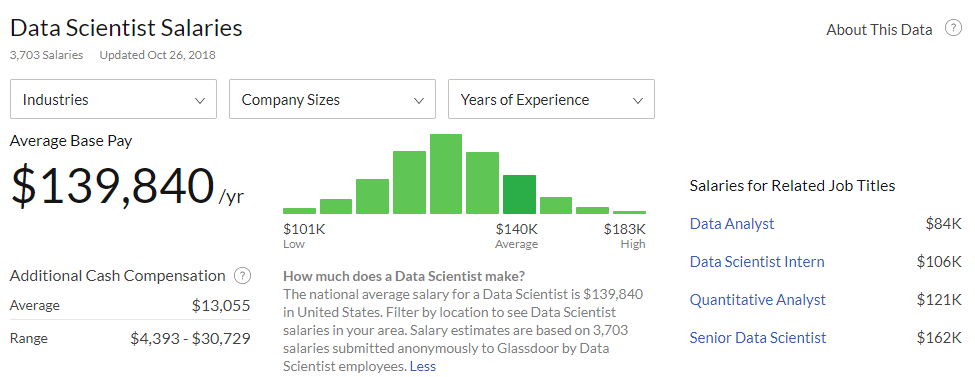 Data Scientist Salaries
3,703 Salaries Updated Oct 26, 2018
About This Data ?
Industries
Company Sizes
Years of Experience
Average Base Pay
$139,840 /yr
$101K
Low
$140K
Average
$183K
High
Additional Cash Compensation ?
Average $13,055
Range $4,393 - $30,729
How much does a Data Scientist make?
The national average salary for a Data Scientist is $139,840
in United States. Filter by location to see Data Scientist
salaries in your area. Salary estimates are based on 3,703
salaries submitted anonymously to Glassdoor by Data
Scientist employees. Less
Salaries for Related Job Titles
Data Analyst $84K
Data Scientist Intern $106K
Quantitative Analyst $121K
Senior Data Scientist $162K